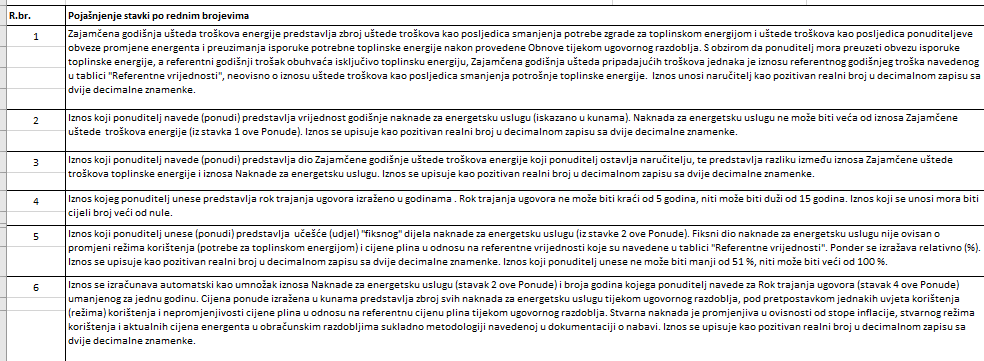 R.br. Pojašnjenje stavki po rednim brojevima
1 Zajamčena godišnja ušteda troškova energije predstavlja zbroj uštede troškova kao posljedica smanjenja potrebe zgrade za toplinskom energijom i uštede troškova kao posljedica ponuditeljeve
obveze promjene energenta i preuzimanja isporuke potrebne toplinske energije nakon provedene Obnove tijekom ugovornog razdoblja. S obzirom da ponuditelj mora preuzeti obvezu isporuke
toplinske energije, a referentni godišnji trošak obuhvaća isključivo toplinsku energiju, Zajamčena godišnja ušteda pripadajućih troškova jednaka je iznosu referentnog godišnjeg troška navedenog
u tablici "Referentne vrijednosti", neovisno o iznosu uštede troškova kao posljedica smanjenja potrošnje toplinske energije. Iznos unosi naručitelj kao pozitivan realni broj u decimalnom zapisu sa
dvije decimalne znamenke.
2 Iznos koji ponuditelj navede (ponudi) predstavlja vrijednost godišnje naknade za energetsku uslugu (iskazano u kunama). Naknada za energetsku uslugu ne može biti veća od iznosa Zajamčene
uštede troškova energije (iz stavka 1 ove Ponude). Iznos se upisuje kao pozitivan realni broj u decimalnom zapisu sa dvije decimalne znamenke.
3 Iznos koji ponuditelj navede (ponudi) predstavlja dio Zajamčene godišnje uštede troškova energije koji ponuditelj ostavlja naručitelju, te predstavlja razliku između iznosa Zajamčene uštede
troškova toplinske energije i iznosa Naknade za energetsku uslugu. Iznos se upisuje kao pozitivan realni broj u decimalnom zapisu sa dvije decimalne znamenke.
4 Iznos kojeg ponuditelj unese predstavlja rok trajanja ugovora izraženo u godinama . Rok trajanja ugovora ne može biti kraći od 5 godina, niti može biti duži od 15 godina. Iznos koji se unosi mora biti
cijeli broj veći od nule.
5 Iznos koji ponuditelj unese (ponudi) predstavlja učešće (udjel) "fiksnog" dijela naknade za energetsku uslugu (iz stavke 2 ove Ponude). Fiksni dio naknade za energetsku uslugu nije ovisan o
promjeni režima korištenja (potrebe za toplinskom energijom) i cijene plina u odnosu na referentne vrijednosti koje su navedene u tablici "Referentne vrijednosti". Ponder se izražava relativno (%).
Iznos se upisuje kao pozitivan realni broj u decimalnom zapisu sa dvije decimalne znamenke. Iznos koji ponuditelj unese ne može biti manji od 51 %, niti može biti veći od 100 %.
6 Iznos se izračunava automatski kao umnožak iznosa Naknade za energetsku uslugu (stavak 2 ove Ponude) i broja godina kojega ponuditelj navede za Rok trajanja ugovora (stavak 4 ove Ponude)
umanjenog za jednu godinu. Cijena ponude izražena u kunama predstavlja zbroj svih naknada za energetsku uslugu tijekom ugovornog razdoblja, pod pretpostavkom jednakih uvjeta korištenja
(režima) korištenja i nepromjenjivosti cijene plina u odnosu na referentnu cijenu plina tijekom ugovornog razdoblja. Stvarna naknada je promjenjiva u ovisnosti od stope inflacije, stvarnog režima
korištenja i aktualnih cijena energenta u obračunskim razdobljima sukladno metodologiji navedenoj u dokumentaciji o nabavi. Iznos se upisuje kao pozitivan realni broj u decimalnom zapisu sa
dvije decimalne znamenke.